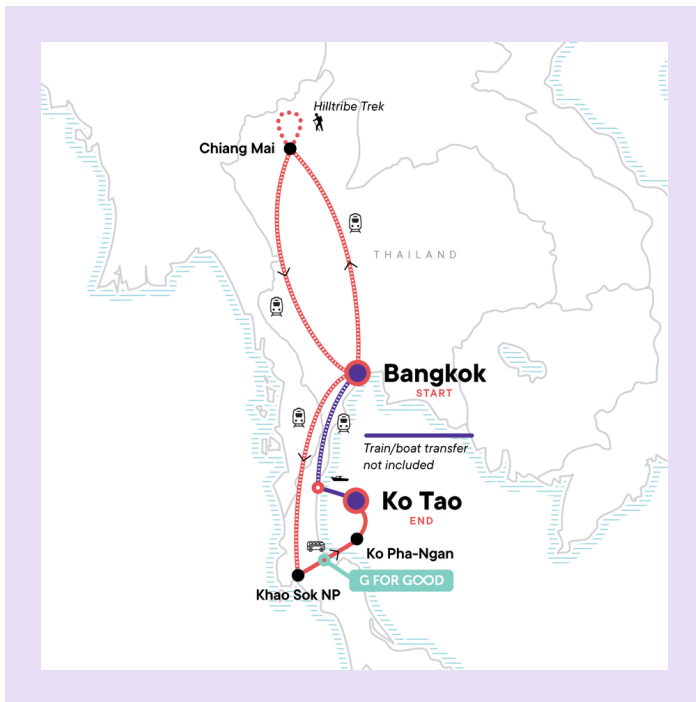 Hilltribe Trek
Chiang Mai
THAILAND
Bangkok
START
Train/boat transfer
not included
Ko Tao
END
Ko Pha-Ngan
G FOR GOOD
Khao Sok NP